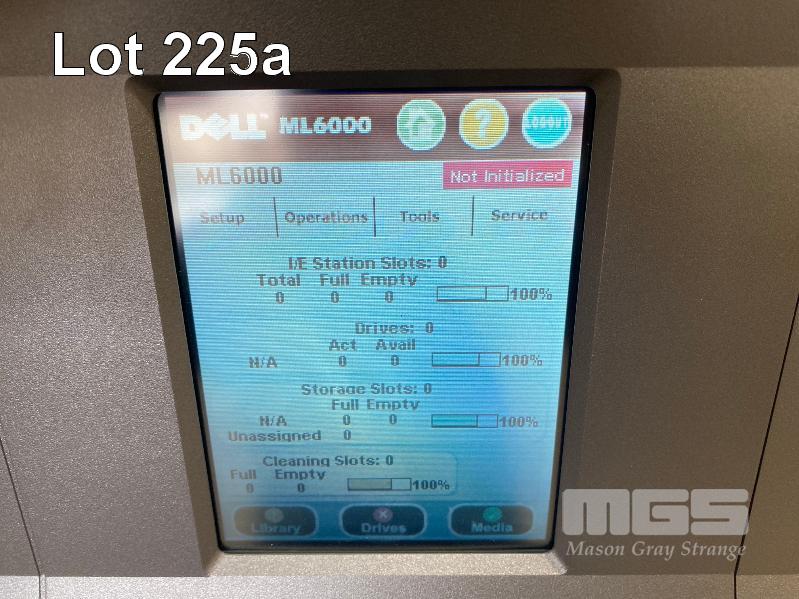 Lot 225a
DELL™ ML6000 ? LOGOUT
ML6000 Not Initialized
Setup Operations Tools Service
I/E Station Slots: 0
Total Full Empty
0 0 0 100%
Drives: 0
Act Avail
N/A 0 0 100%
Storage Slots: 0
Full Empty
N/A 0 0 100%
Unassigned 0
Cleaning Slots: 0
Full Empty
0 0 100%
Library Drives Media
MGS
Mason Gray Strange